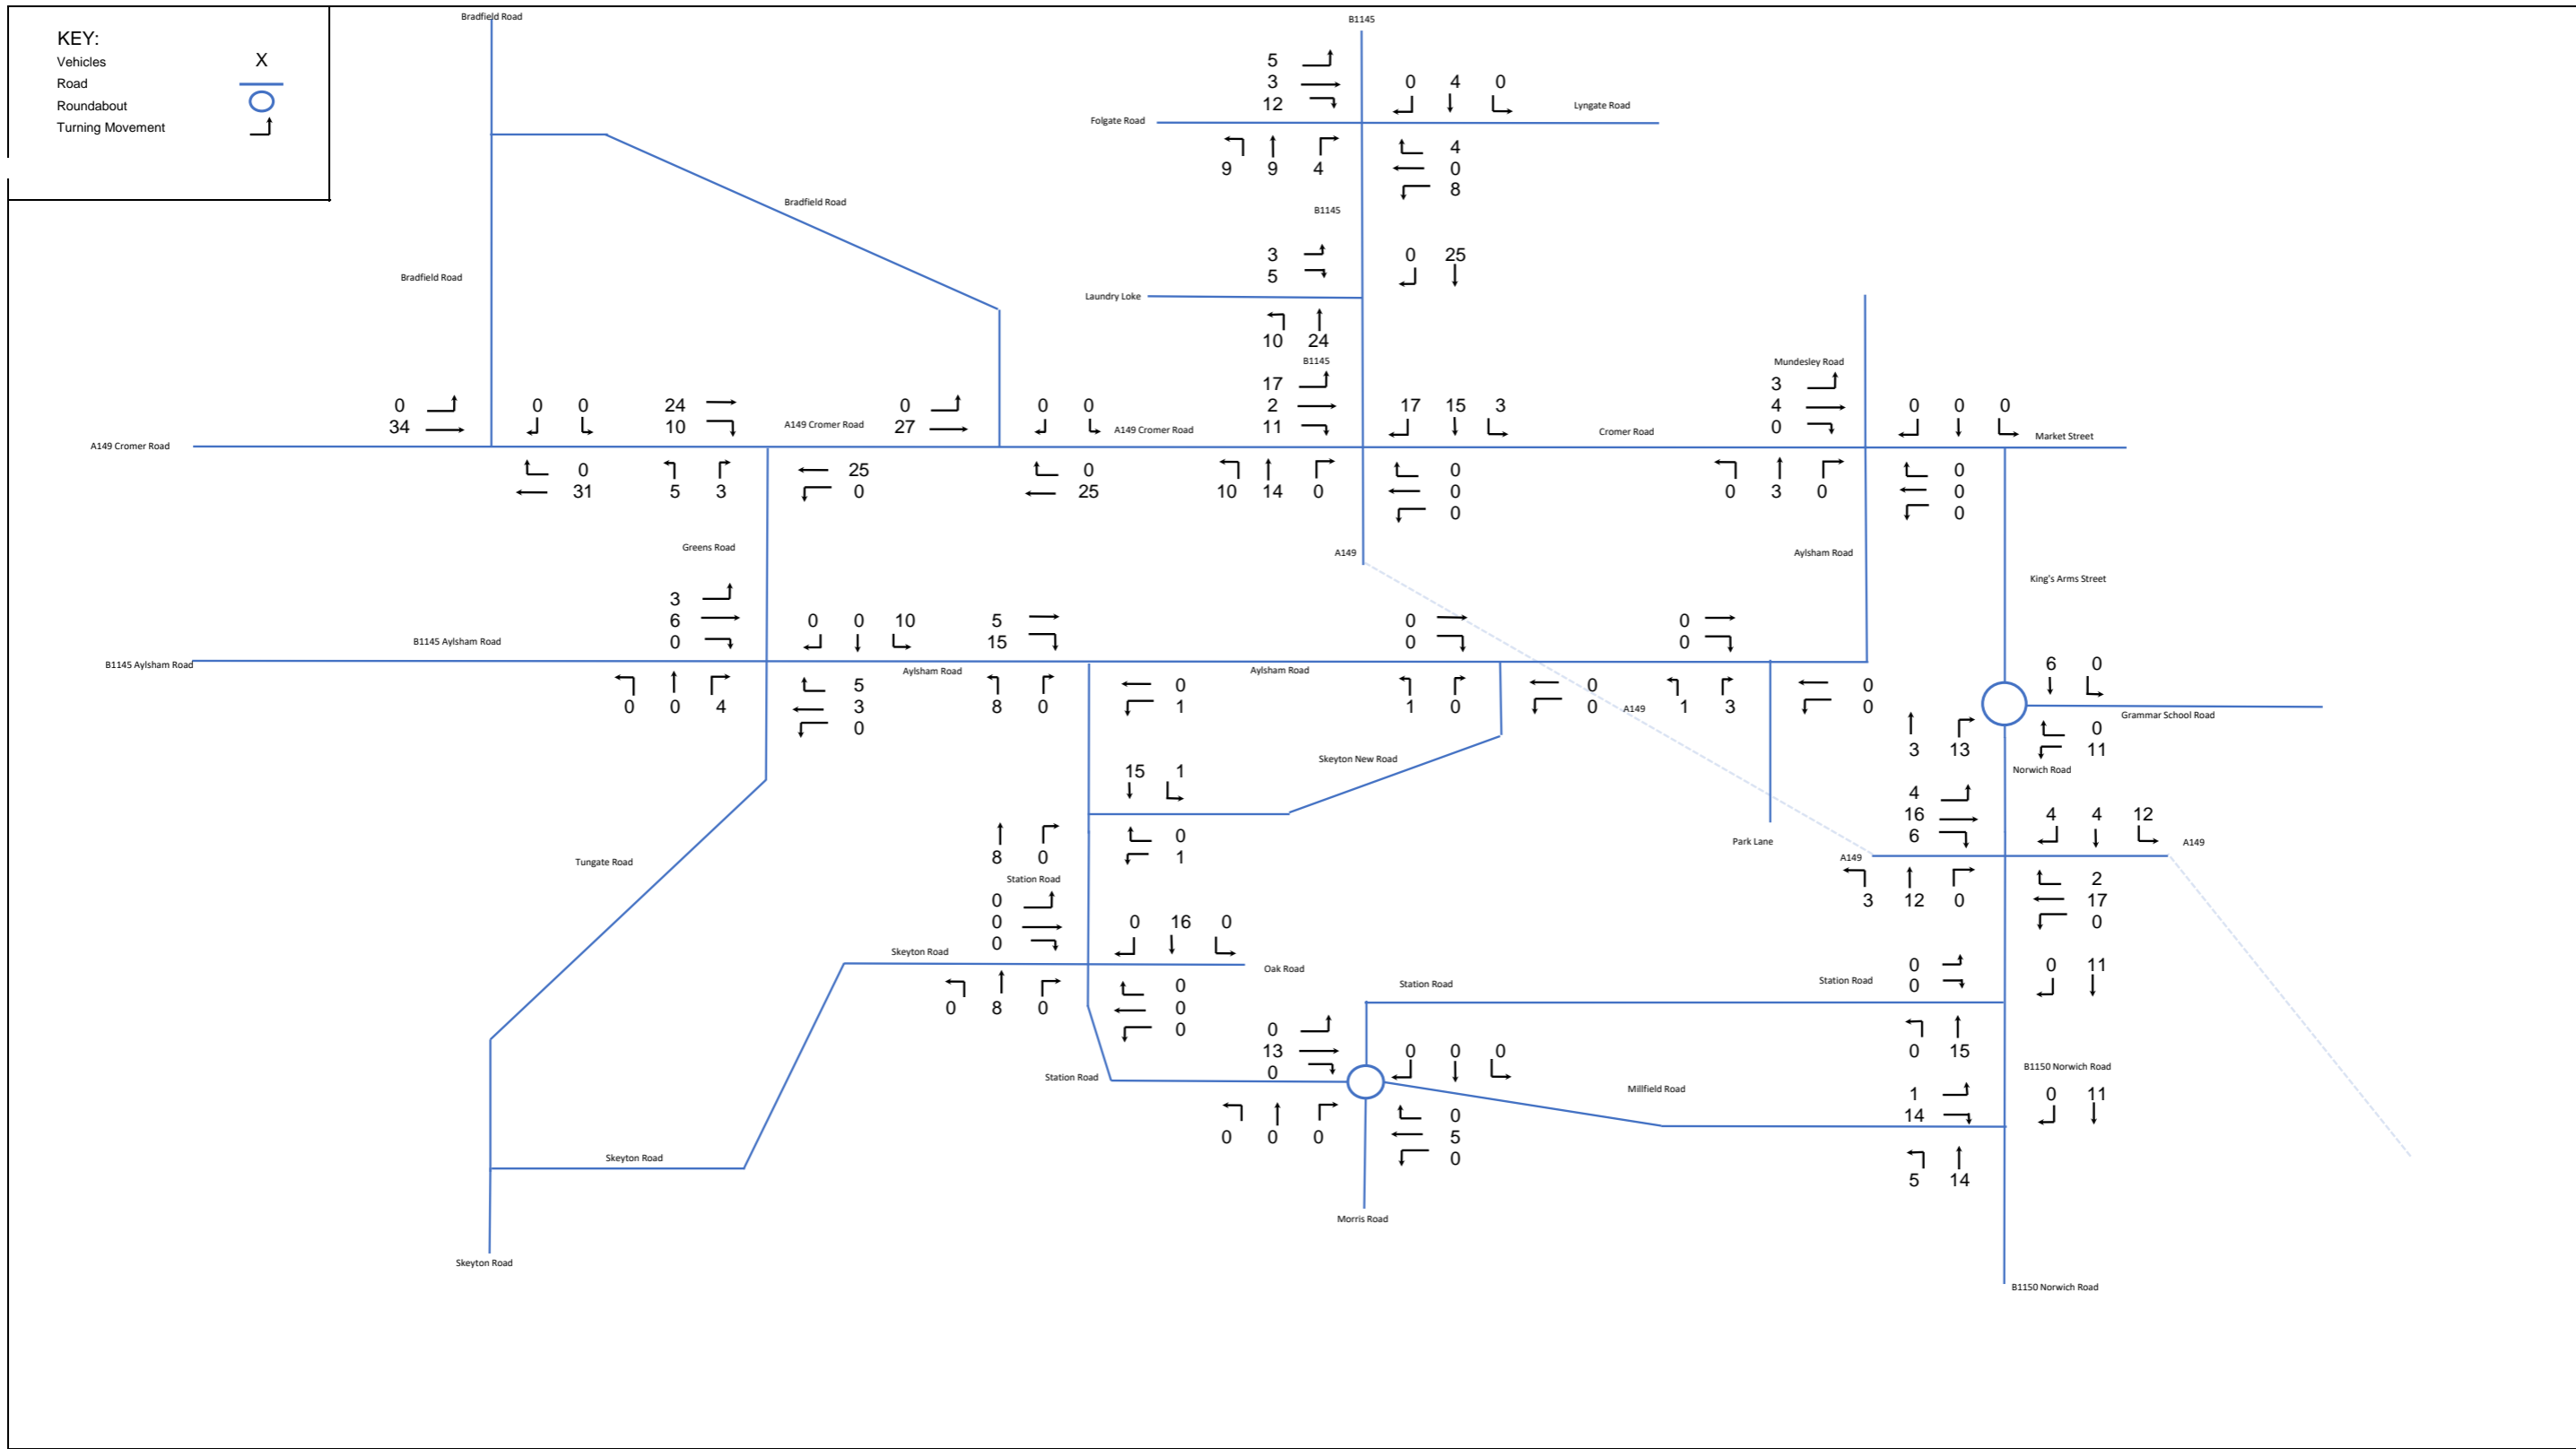 Bradfield Road
B1145
KEY:
Vehicles X
Road
Roundabout
Turning Movement
5
3
12
0 4 0
Lyngate Road
Folgate Road
9 9 4
4
0
8
Bradfield Road
B1145
3
5
0 25
Bradfield Road
Laundry Loke
10 24
B1145
Mundesley Road
17
2
11
17 15 3
3
4
0
0 0 0
0
34
0 0
24
10
A149 Cromer Road
0
27
0 0
A149 Cromer Road
Cromer Road
Market Street
A149 Cromer Road
0
31
5 3
25
0
0
25
10 14 0
0
0
0
0 3 0
0
0
0
Greens Road
A149
Aylsham Road
King's Arms Street
3
6
0
0 0 10
5
15
0
0
0
0
B1145 Aylsham Road
B1145 Aylsham Road
Aylsham Road
Aylsham Road
6 0
0 0 4
5
3
0
8 0
0
1
1 0
0
0
A149
1 3
0
0
Grammar School Road
3 13
0
11
Skeyton New Road
Norwich Road
15 1
4
16
6
4 4 12
8 0
0
1
Park Lane
A149
A149
Tungate Road
Station Road
3 12 0
2
17
0
0
0
0
0 16 0
Skeyton Road
Oak Road
0 8 0
0
0
0
Station Road
Station Road
0
0
0 11
0 15
0
13
0
0 0 0
Station Road
Millfield Road
B1150 Norwich Road
1
14
0 11
0 0 0
0
5
0
5 14
Skeyton Road
Morris Road
Skeyton Road
B1150 Norwich Road